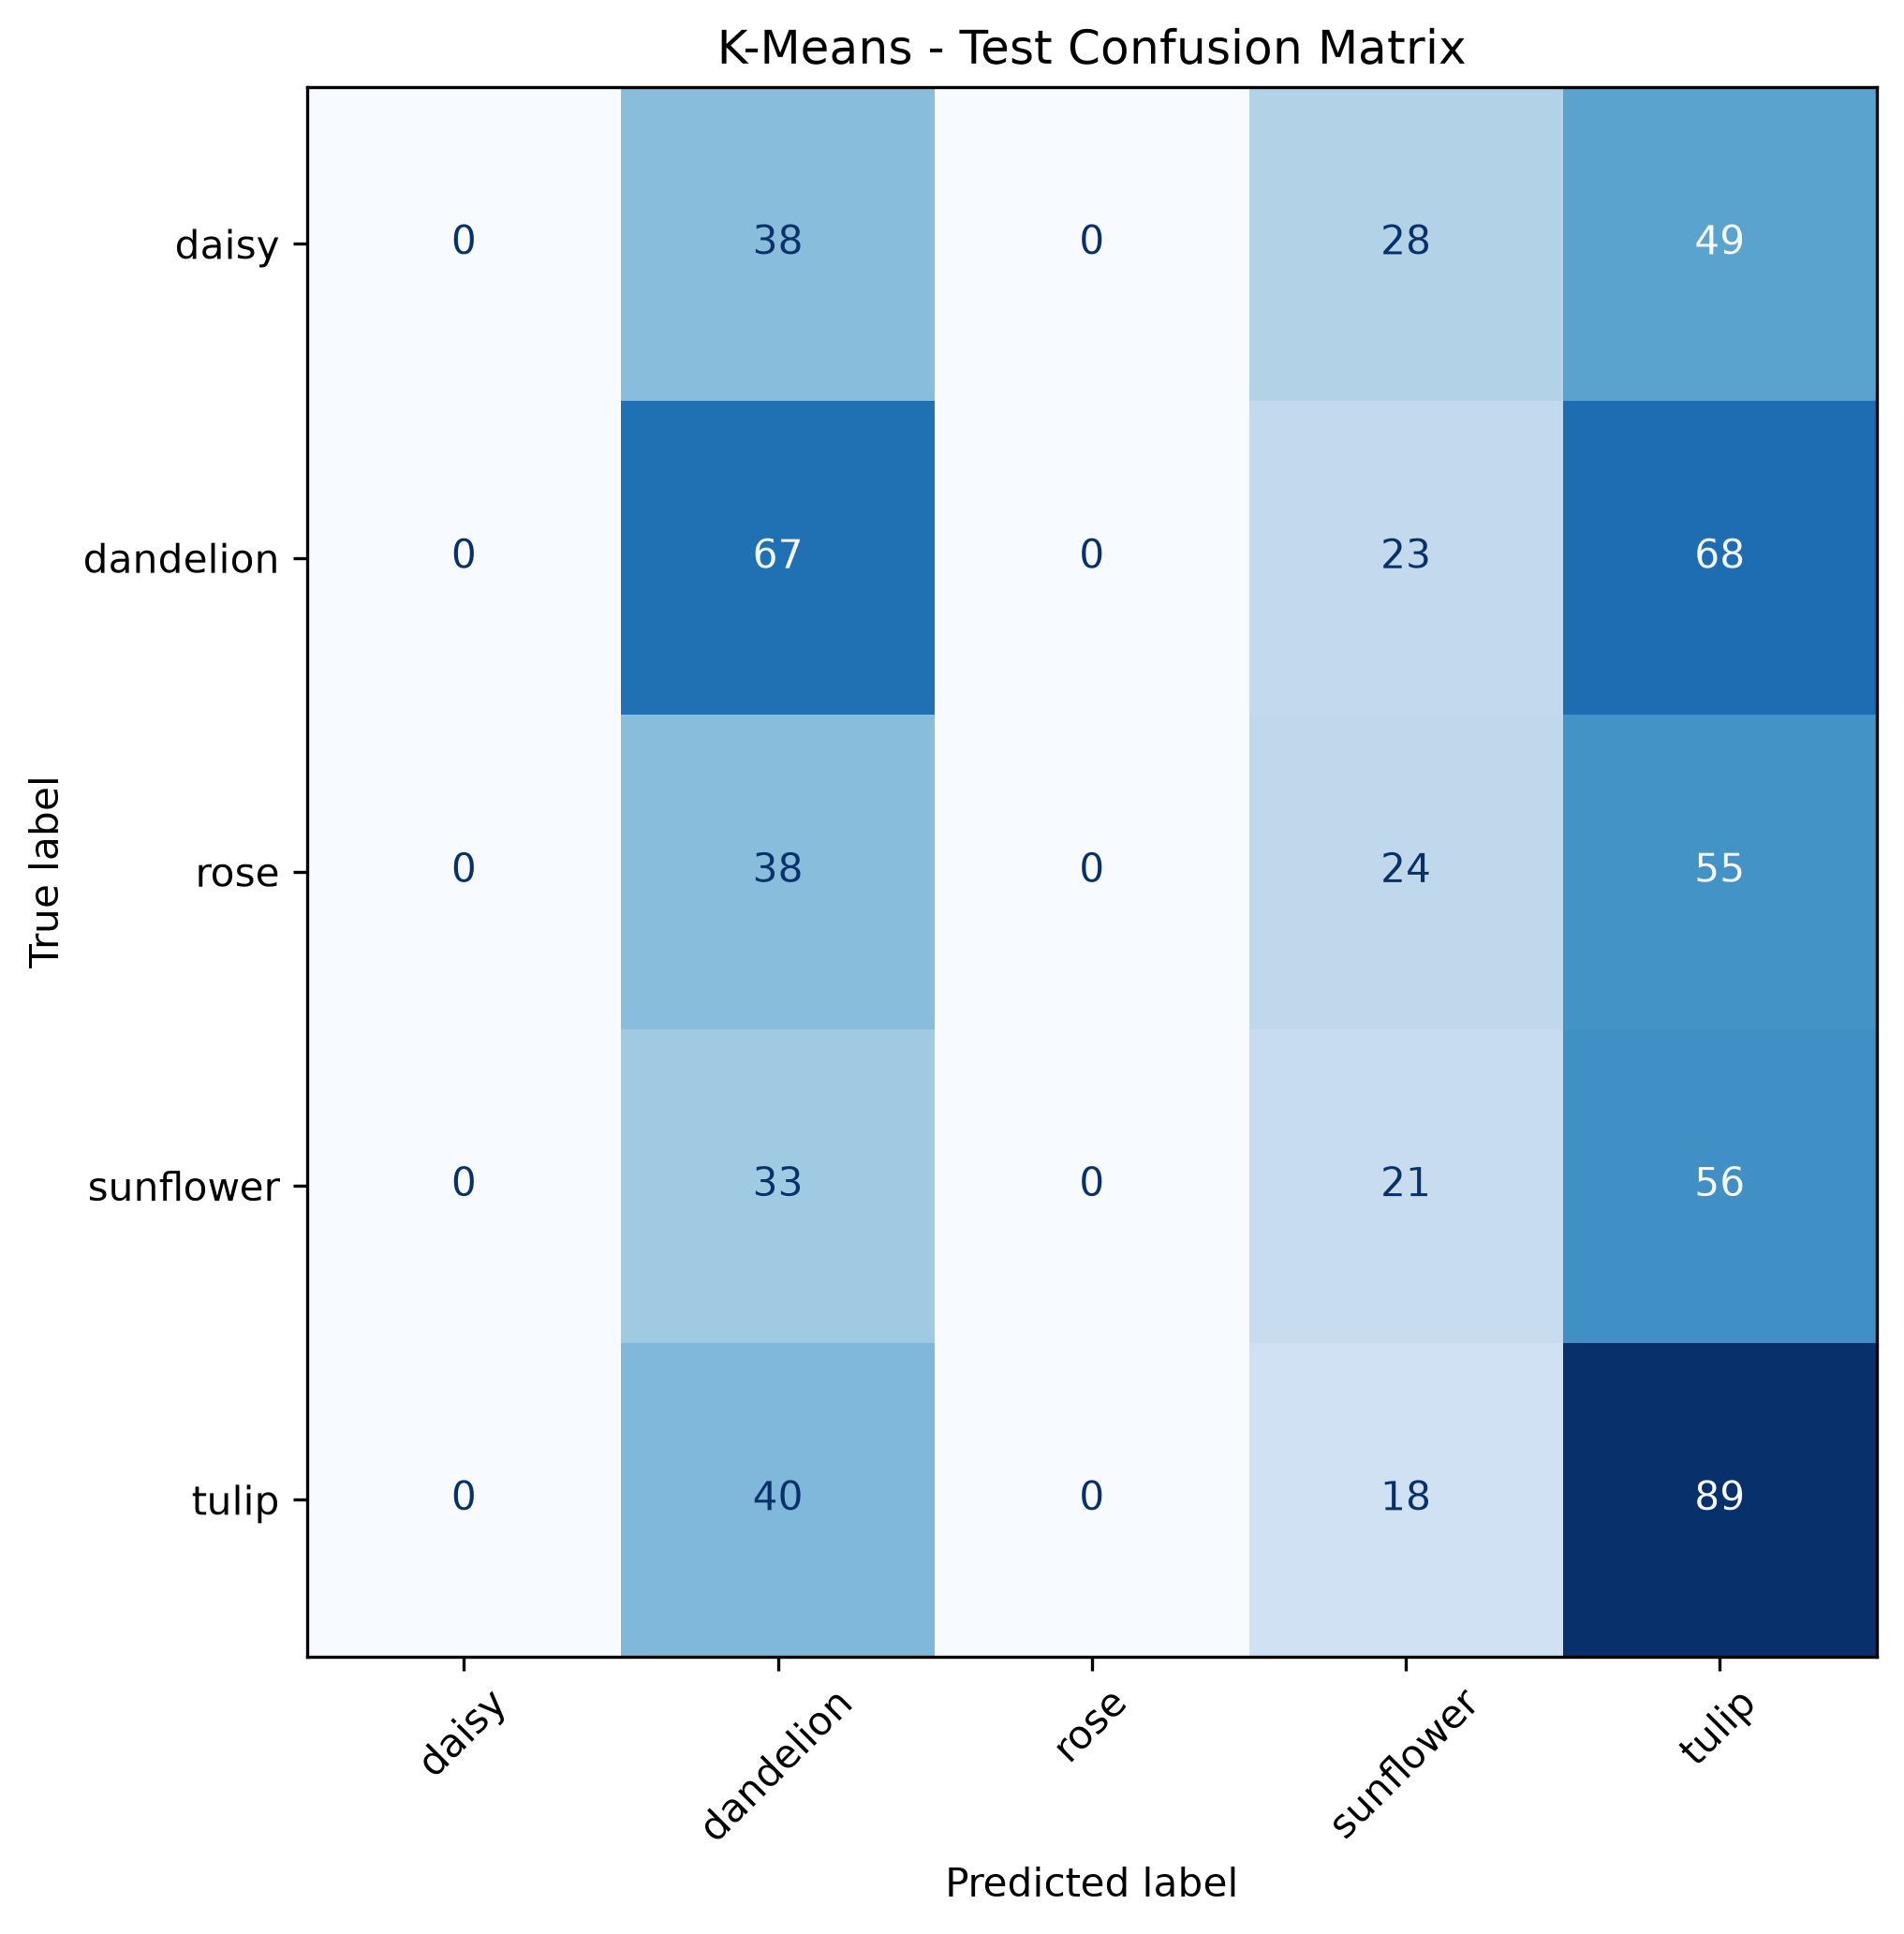 K-Means - Test Confusion Matrix
True label
daisy 0 38 0 28 49
dandelion 0 67 0 23 68
rose 0 38 0 24 55
sunflower 0 33 0 21 56
tulip 0 40 0 18 89
daisy dandelion rose sunflower tulip
Predicted label